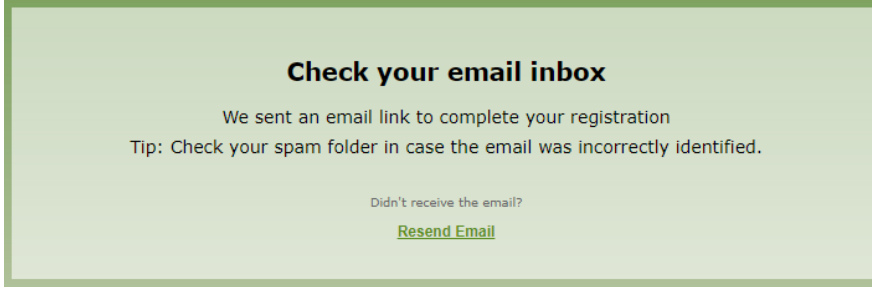 Check your email inbox
We sent an email link to complete your registration
Tip: Check your spam folder in case the email was incorrectly identified.
Didn't receive the email?
Resend Email